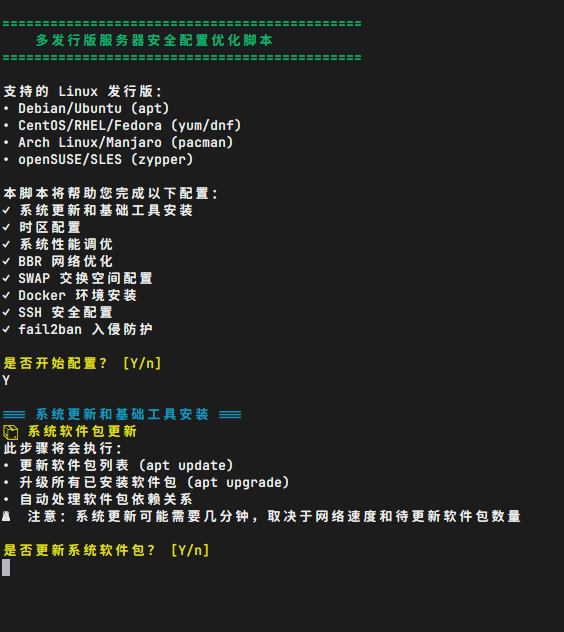 ============================================
多发行版服务器安全配置优化脚本
============================================
支持的 Linux 发行版：
• Debian/Ubuntu (apt)
• CentOS/RHEL/Fedora (yum/dnf)
• Arch Linux/Manjaro (pacman)
• openSUSE/SLES (zypper)
本脚本将帮助您完成以下配置：
✓ 系统更新和基础工具安装
✓ 时区配置
✓ 系统性能调优
✓ BBR 网络优化
✓ SWAP 交换空间配置
✓ Docker 环境安装
✓ SSH 安全配置
✓ fail2ban 入侵防护
是否开始配置？ [Y/n]
Y
═══ 系统更新和基础工具安装 ═══
📦 系统软件包更新
此步骤将会执行：
• 更新软件包列表 (apt update)
• 升级所有已安装软件包 (apt upgrade)
• 自动处理软件包依赖关系
⚠ 注意：系统更新可能需要几分钟，取决于网络速度和待更新软件包数量
是否更新系统软件包？ [Y/n]